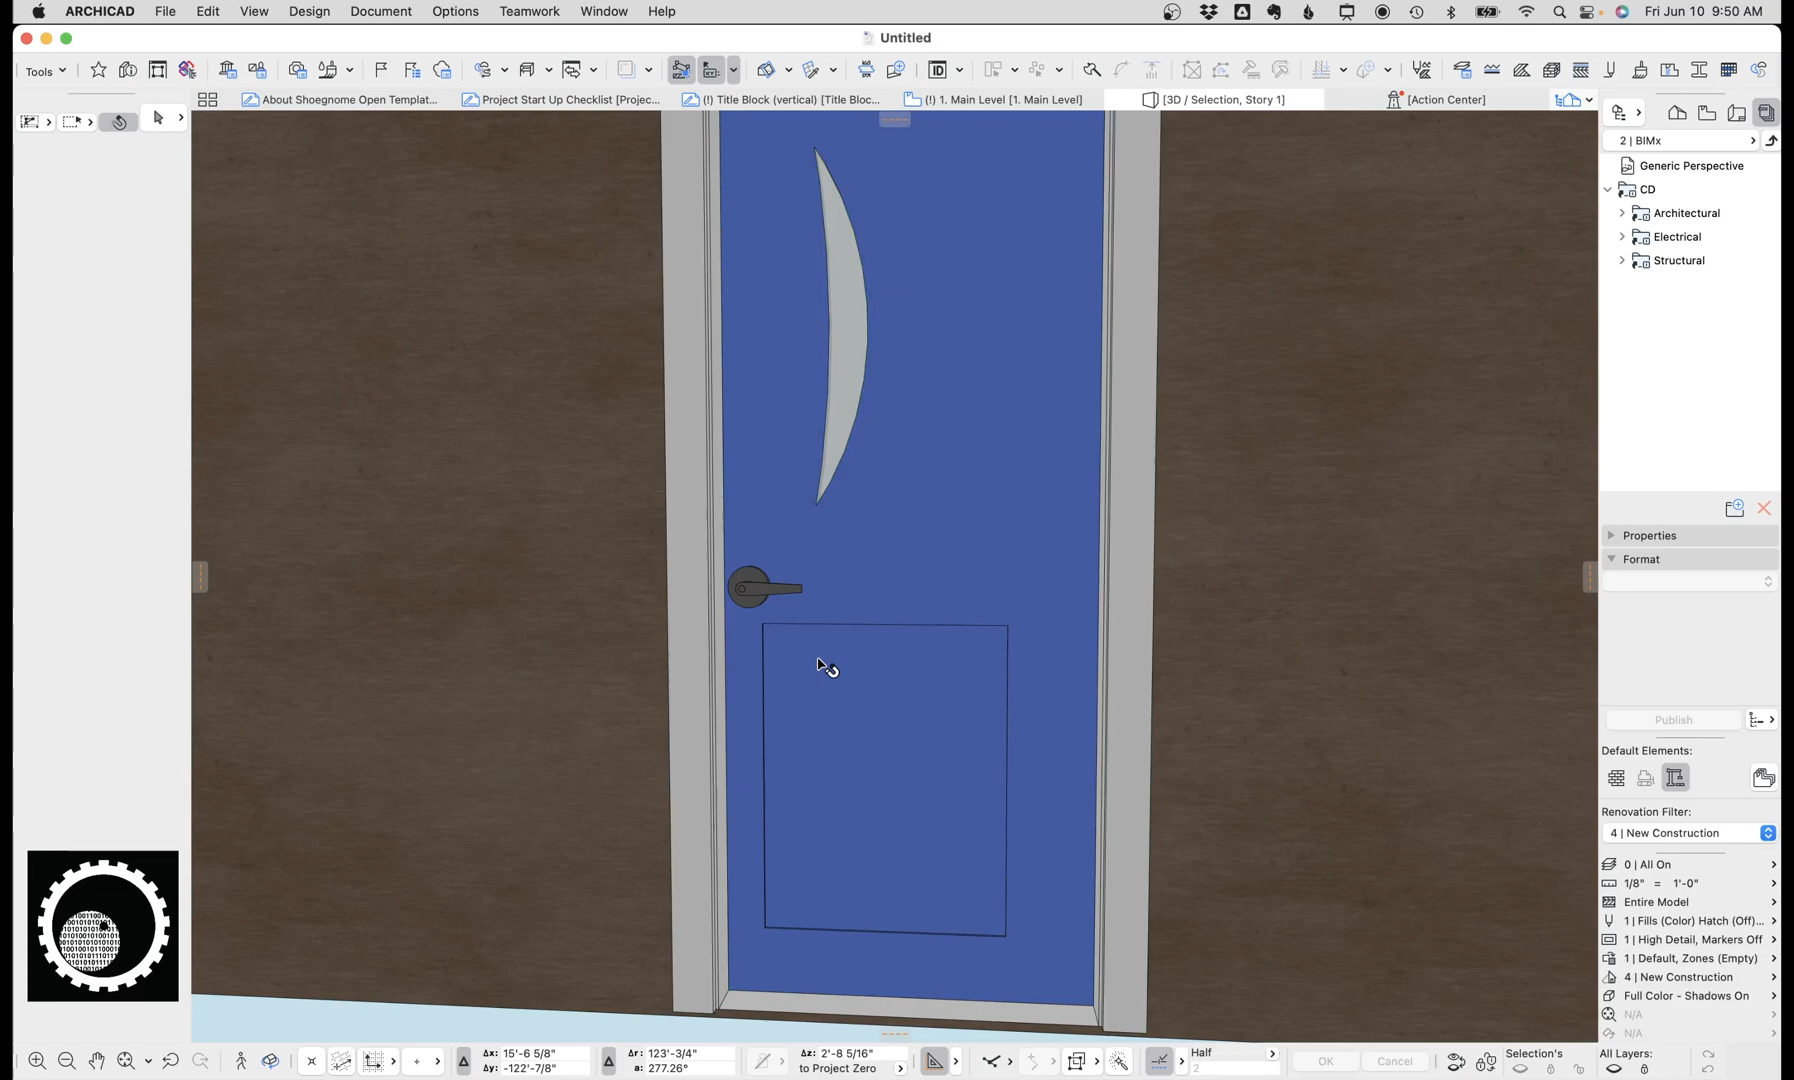 ARCHICAD File Edit View Design Document Options Teamwork Window Help Fri Jun 10 9:50 AM
Untitled
Tools
About Shoegnome Open Templat... Project Start Up Checklist [Projec... (!) Title Block (vertical) [Title Bloc... (!) 1. Main Level [1. Main Level] [3D / Selection, Story 1] [Action Center]
2 | BIMx
Generic Perspective
CD
Architectural
Electrical
Structural
Properties
Format
Publish
Default Elements:
Renovation Filter:
4 | New Construction
0 | All On
1/8" = 1'-0"
Entire Model
1 | Fills (Color) Hatch (Off)...
1 | High Detail, Markers Off
1 | Default, Zones (Empty)
4 | New Construction
Full Color - Shadows On
N/A
N/A
Δx: 15'-6 5/8" Δr: 123'-3/4" Δz: 2'-8 5/16" Half OK Cancel Selection's All Layers:
Δy: -122'-7/8" a: 277.26° to Project Zero 2